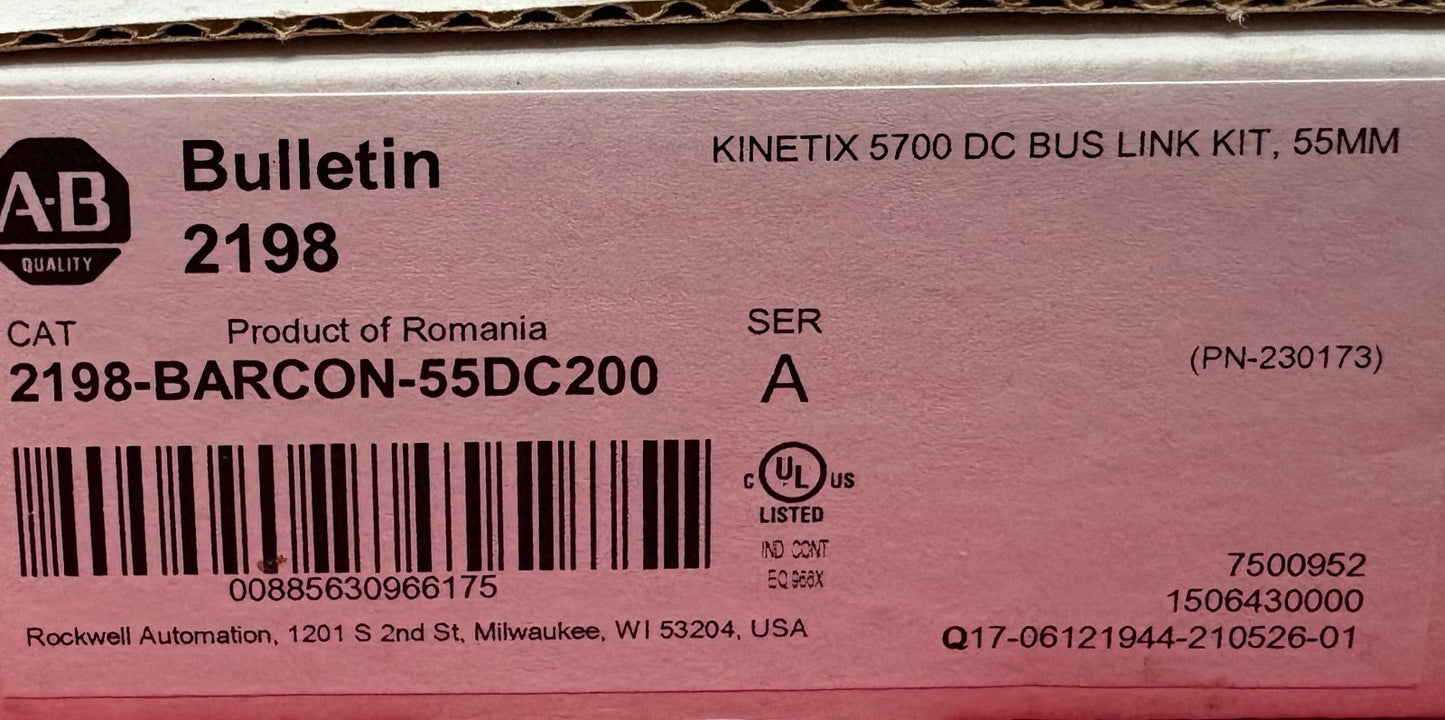 A-B
QUALITY
Bulletin
2198
KINETIX 5700 DC BUS LINK KIT, 55MM
CAT
Product of Romania
SER
2198-BARCON-55DC200
A
(PN-230173)
00885630966175
C UL US
LISTED
IND CONT
EQ 966X
Rockwell Automation, 1201 S 2nd St, Milwaukee, WI 53204, USA
7500952
1506430000
Q17-06121944-210526-01